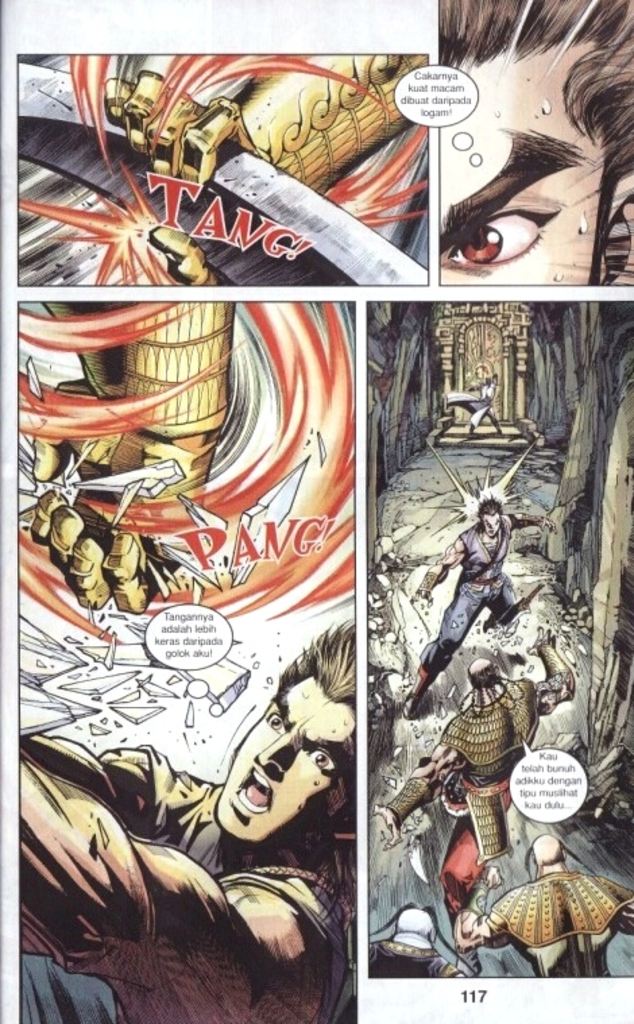 Cakarnya
kuat macam
dibuat daripada
logam!
TANG!
PANG!
Tangannya
adalah lebih
keras daripada
golok aku!
Kau
telah bunuh
adikku dengan
tipu muslihat
kau dulu...
117